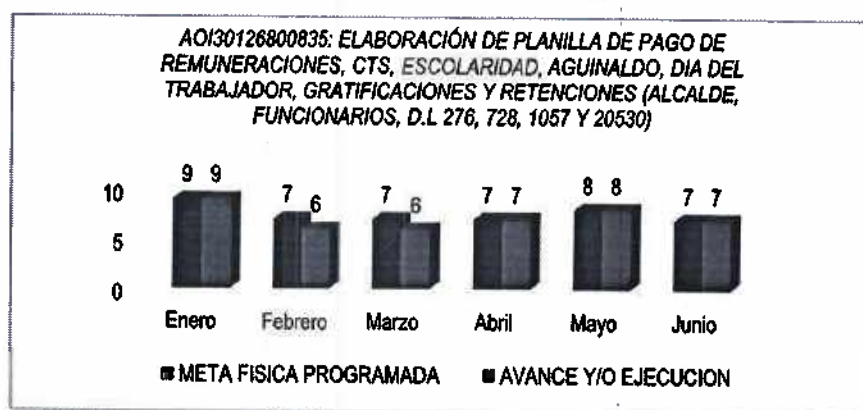 AOI30126800835: ELABORACIÓN DE PLANILLA DE PAGO DE
REMUNERACIONES, CTS, ESCOLARIDAD, AGUINALDO, DIA DEL
TRABAJADOR, GRATIFICACIONES Y RETENCIONES (ALCALDE,
FUNCIONARIOS, D.L 276, 728, 1057 Y 20530)
9 9 7 6 7 6 7 7 8 8 7 7
10
5
0
Enero Febrero Marzo Abril Mayo Junio
META FISICA PROGRAMADA AVANCE Y/O EJECUCION